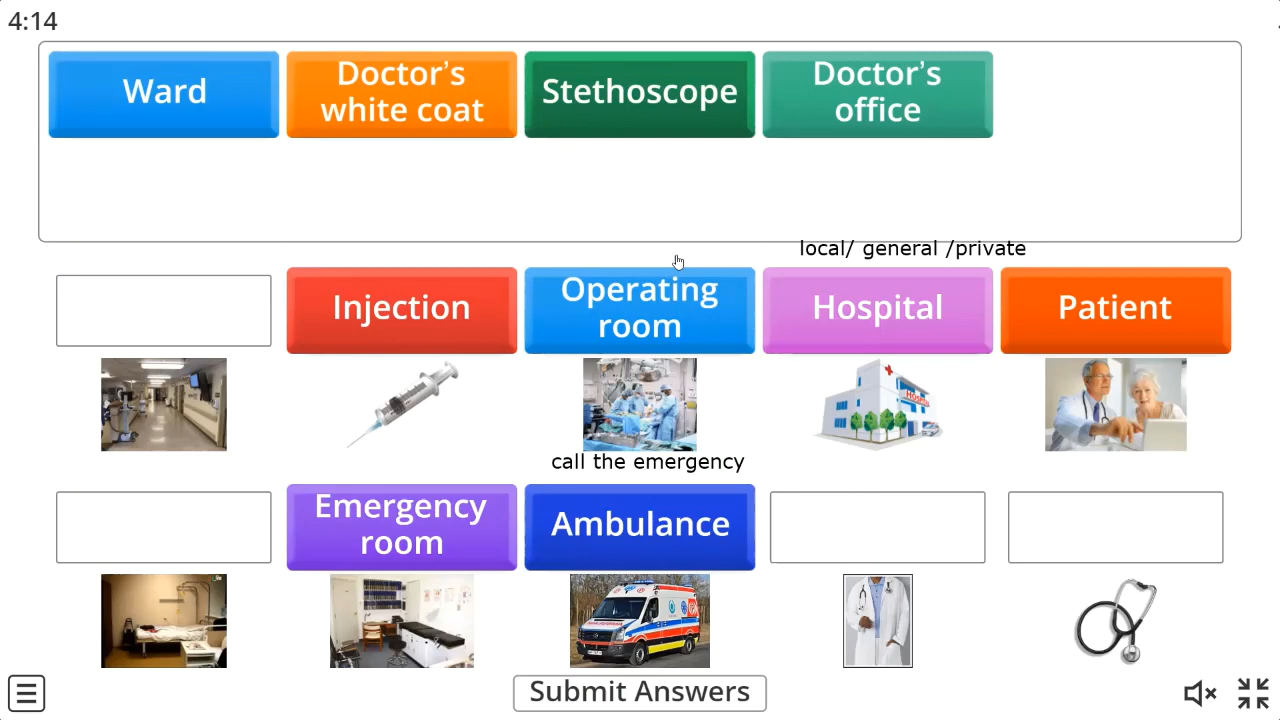 4:14
Ward
Doctor's
white coat
Stethoscope
Doctor's
office
local/ general /private
Injection
Operating
room
Hospital
Patient
HOSPITAL
call the emergency
Emergency
room
Ambulance
Submit Answers